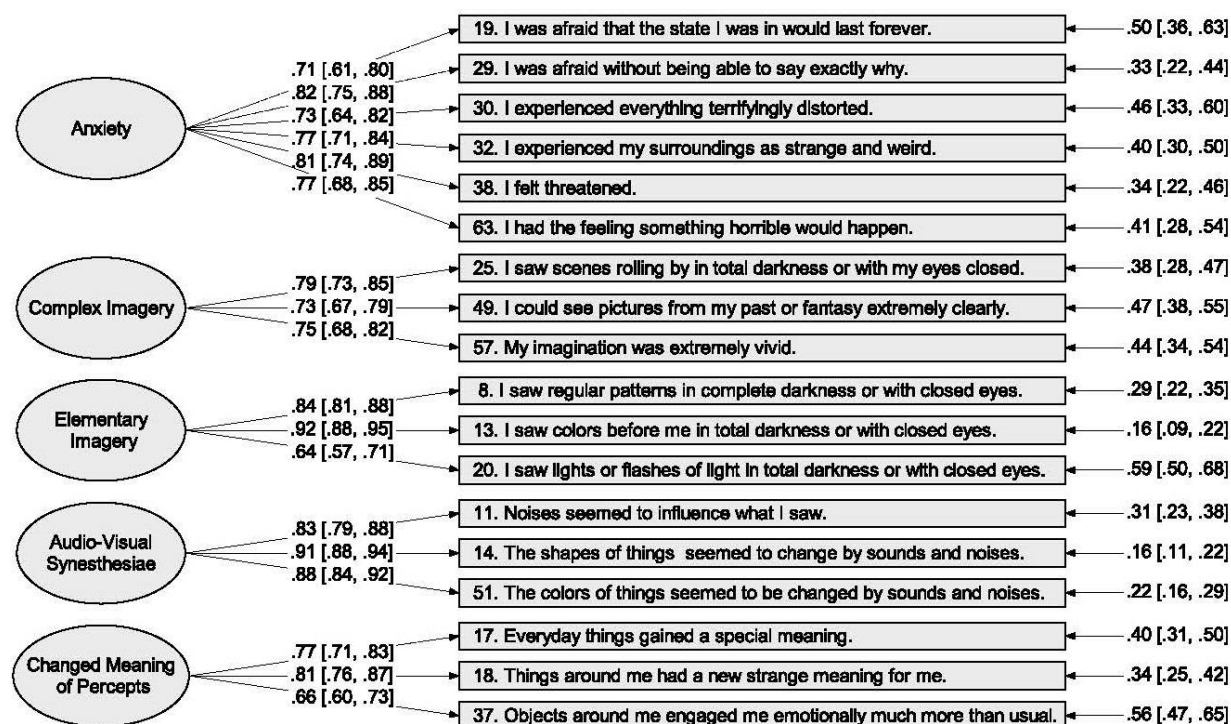 19. I was afraid that the state I was in would last forever.
.50 [.36, .63]
.71 [.61, .80]
29. I was afraid without being able to say exactly why.
.33 [.22, .44]
.82 [.75, .88]
30. I experienced everything terrifyingly distorted.
.46 [.33, .60]
.73 [.64, .82]
Anxiety
.77 [.71, .84]
32. I experienced my surroundings as strange and weird.
.40 [.30, .50]
.81 [.74, .89]
38. I felt threatened.
.34 [.22, .46]
.77 [.68, .85]
63. I had the feeling something horrible would happen.
.41 [.28, .54]
25. I saw scenes rolling by in total darkness or with my eyes closed.
.38 [.28, .47]
.79 [.73, .85]
Complex Imagery
.73 [.67, .79]
49. I could see pictures from my past or fantasy extremely clearly.
.47 [.38, .55]
.75 [.68, .82]
57. My imagination was extremely vivid.
.44 [.34, .54]
8. I saw regular patterns in complete darkness or with closed eyes.
.29 [.22, .35]
.84 [.81, .88]
Elementary
Imagery
.92 [.88, .95]
13. I saw colors before me in total darkness or with closed eyes.
.16 [.09, .22]
.64 [.57, .71]
20. I saw lights or flashes of light in total darkness or with closed eyes.
.59 [.50, .68]
11. Noises seemed to influence what I saw.
.31 [.23, .38]
.83 [.79, .88]
Audio-Visual
Synesthesiae
.91 [.88, .94]
14. The shapes of things seemed to change by sounds and noises.
.16 [.11, .22]
.88 [.84, .92]
51. The colors of things seemed to be changed by sounds and noises.
.22 [.16, .29]
17. Everyday things gained a special meaning.
.40 [.31, .50]
.77 [.71, .83]
Changed Meaning
of Percepts
.81 [.76, .87]
18. Things around me had a new strange meaning for me.
.34 [.25, .42]
.66 [.60, .73]
37. Objects around me engaged me emotionally much more than usual.
.56 [.47, .65]